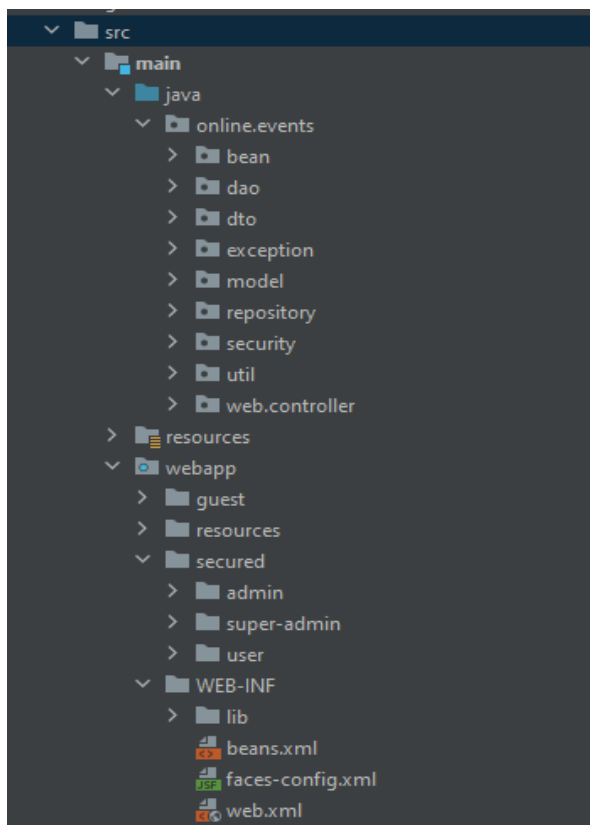 src
main
java
online.events
bean
dao
dto
exception
model
repository
security
util
web.controller
resources
webapp
guest
resources
secured
admin
super-admin
user
WEB-INF
lib
beans.xml
faces-config.xml
web.xml